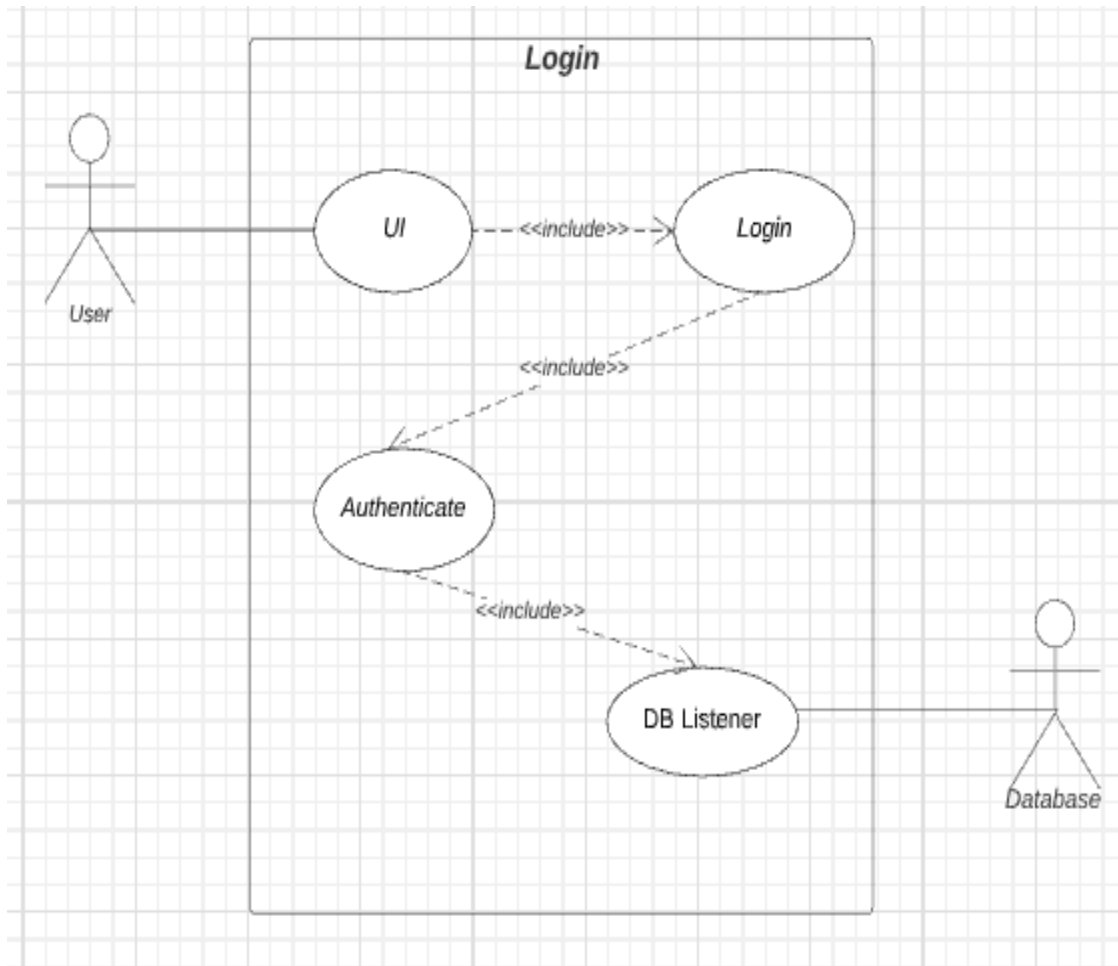 Login
UI
<<include>>
Login
User
<<include>>
Authenticate
<<include>>
DB Listener
Database